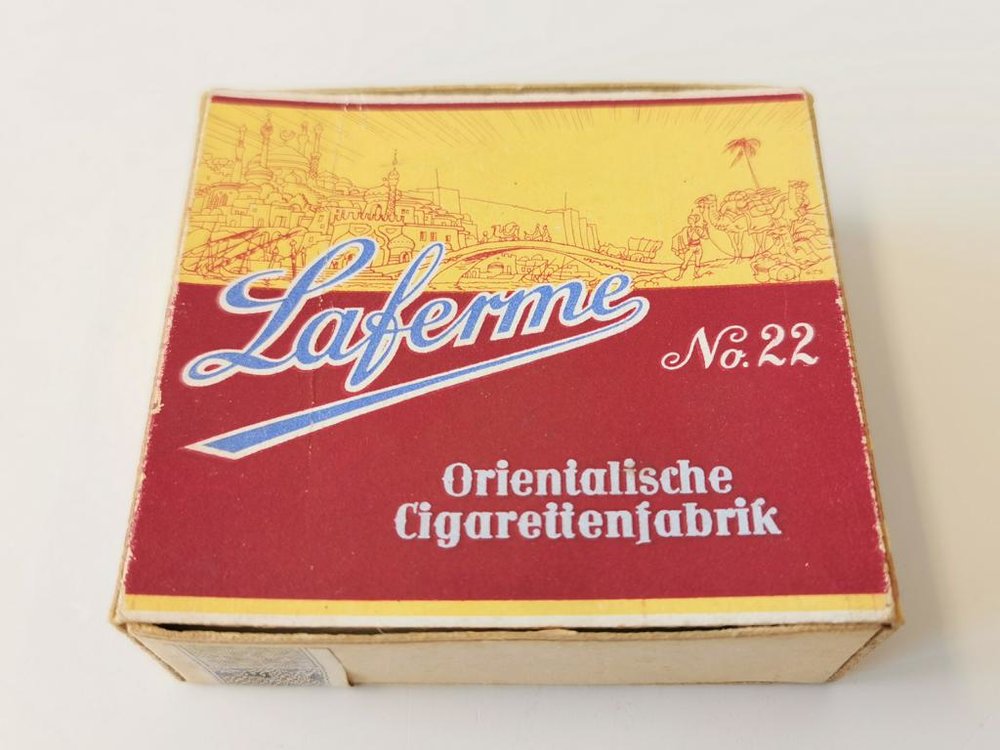 Laferme
No. 22
Orientalische
Cigarettenfabrik